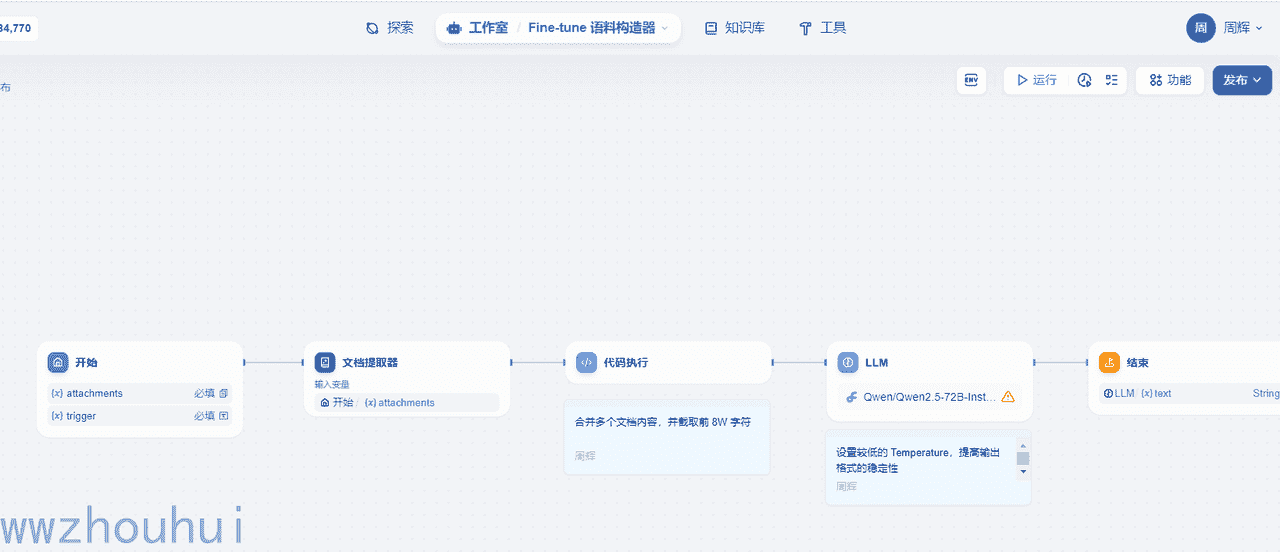 34,770
探索
工作室 / Fine-tune 语料构造器
知识库
工具
周
周辉
布
ENV
运行
功能
发布
开始
{x} attachments 必填
{x} trigger 必填
文档提取器
输入变量
开始 / {x} attachments
代码执行
合并多个文档内容，并截取前 8W 字符
周辉
LLM
Qwen/Qwen2.5-72B-Inst...
设置较低的 Temperature，提高输出
格式的稳定性
周辉
结束
LLM / {x} text String
wwzhouhui